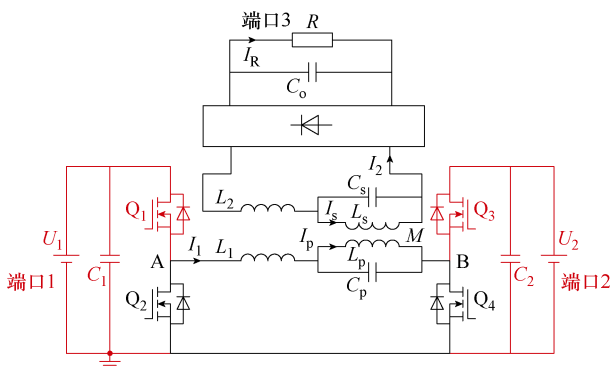 端口3 R
I_R
C_o
I_2
L_2 C_s
I_s L_s
Q_1 Q_3
U_1 C_1 A I_1 L_1 I_p M B C_2 U_2
端口1 L_p 端口2
Q_2 C_p Q_4